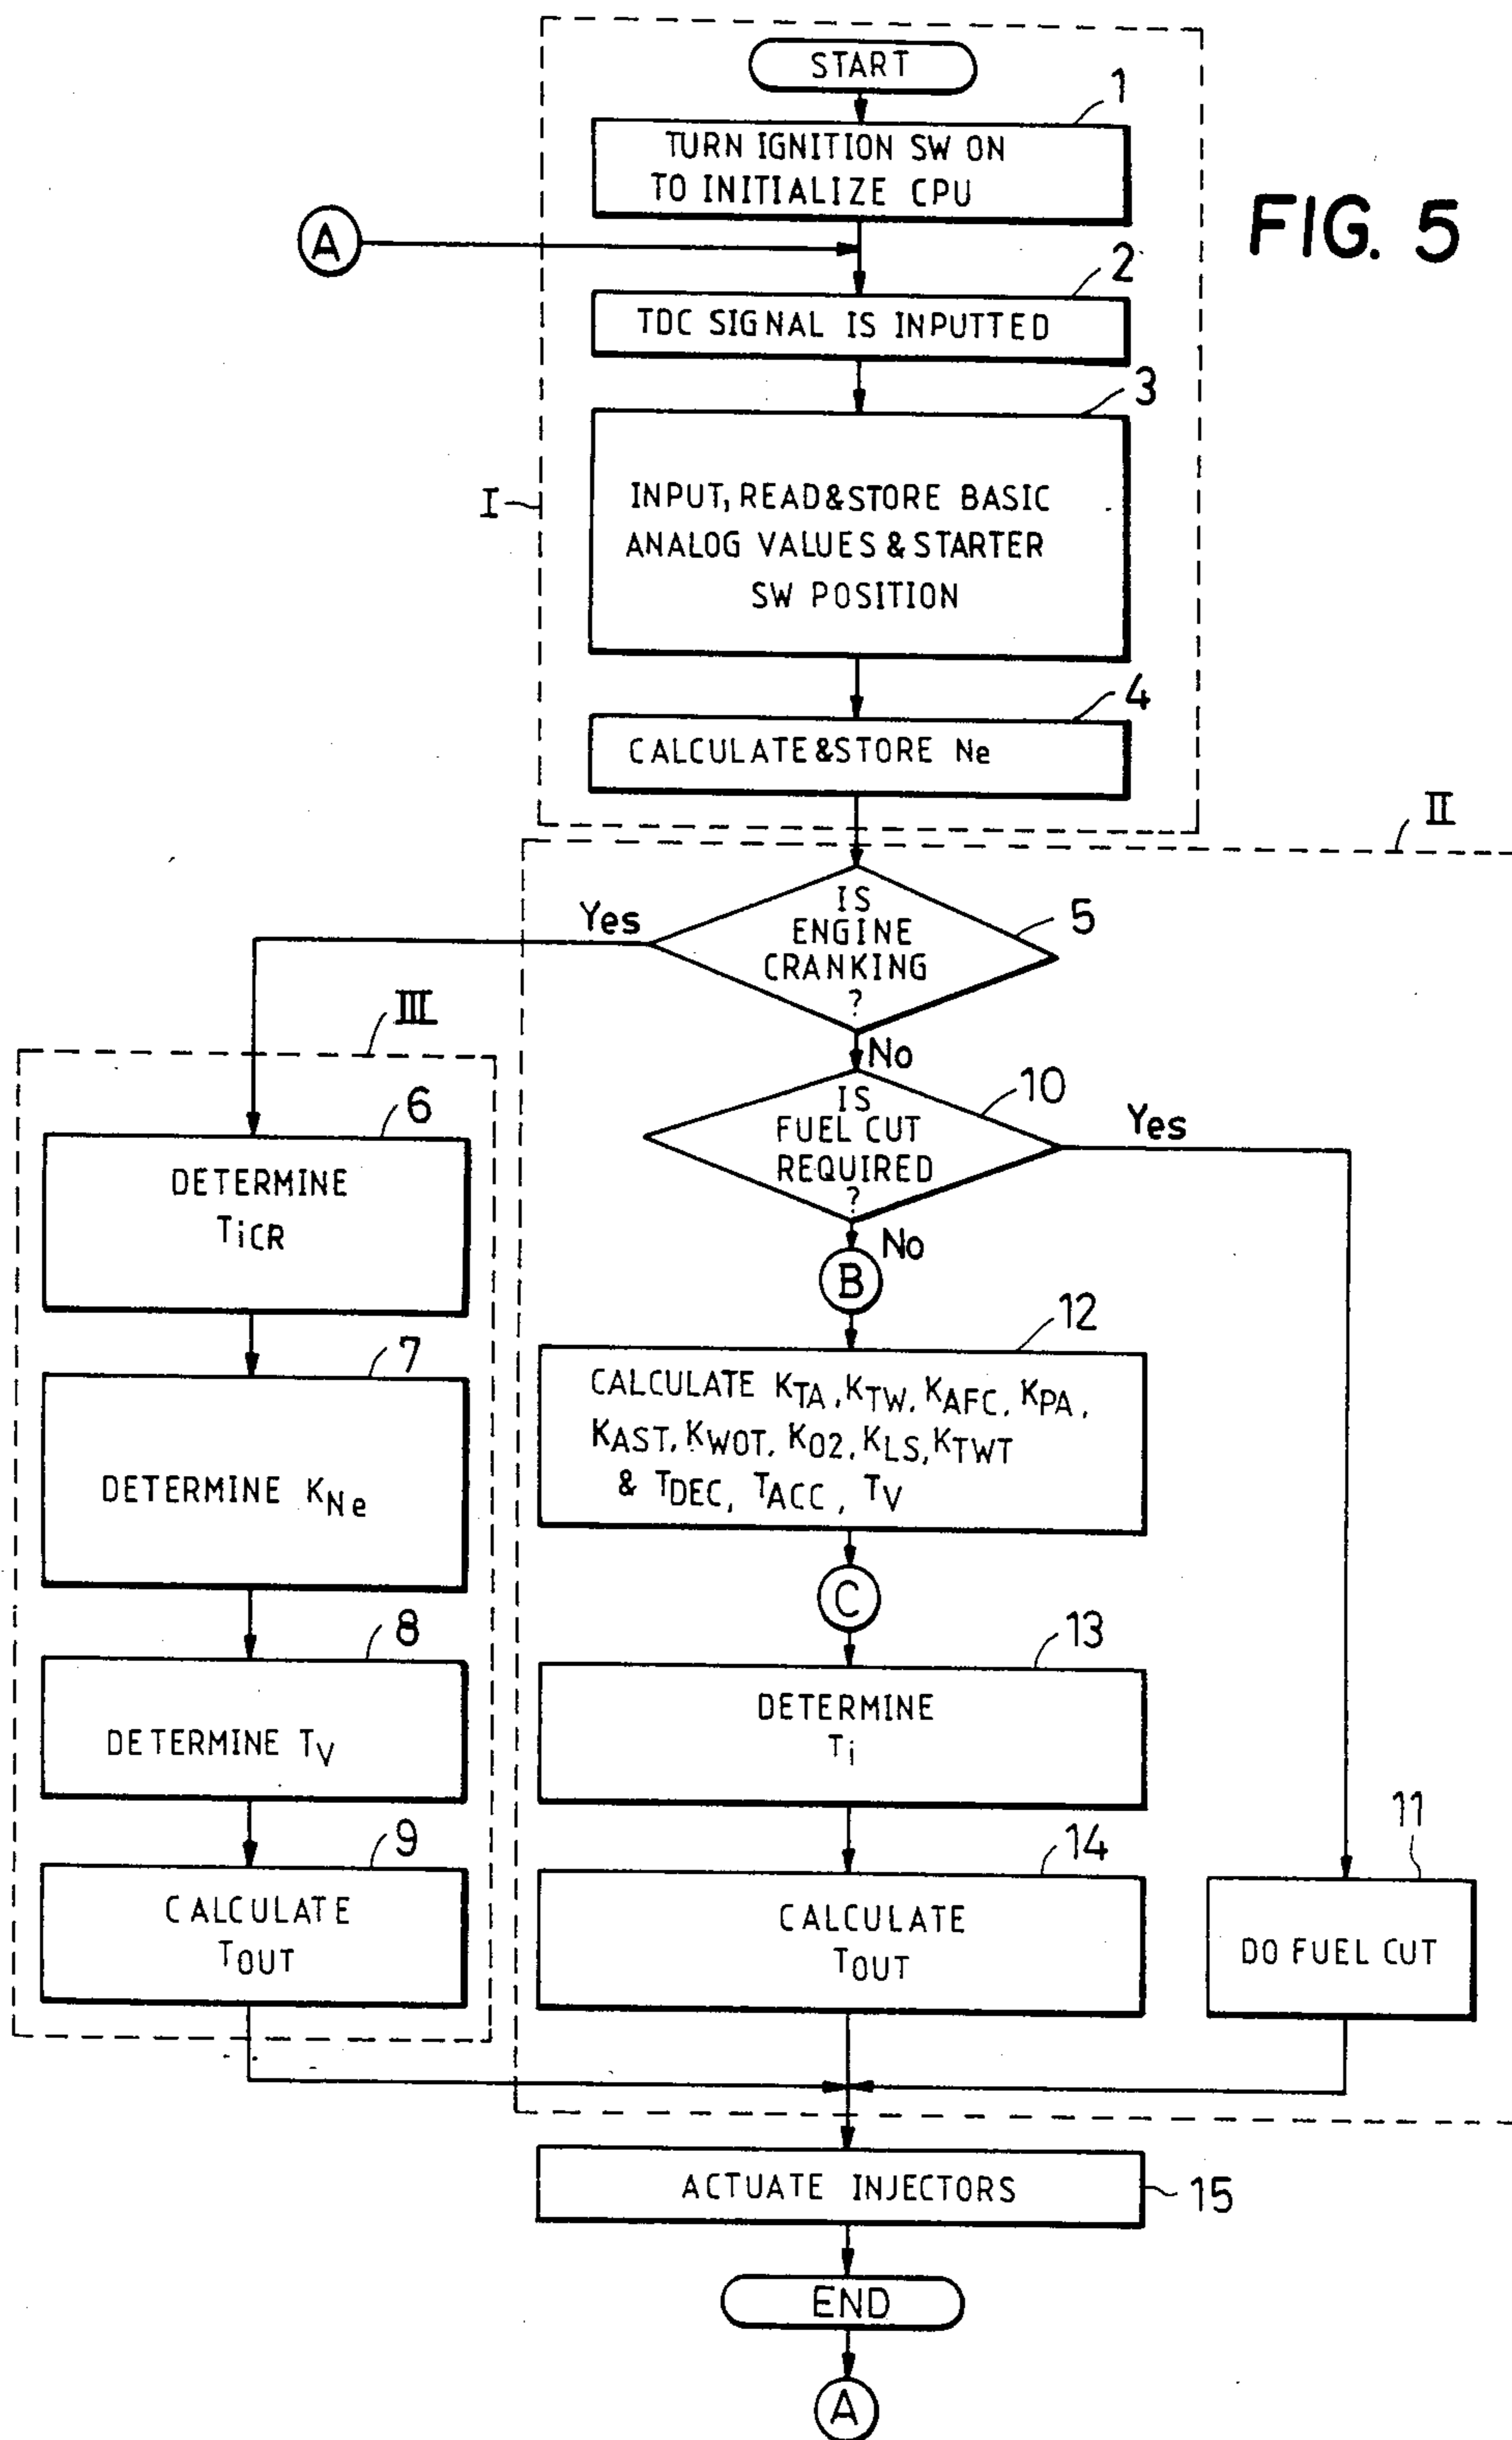 START
1
TURN IGNITION SW ON
TO INITIALIZE CPU
FIG. 5
A
2
TDC SIGNAL IS INPUTTED
3
INPUT, READ&STORE BASIC
ANALOG VALUES & STARTER
SW POSITION
I
4
CALCULATE&STORE Ne
II
IS
ENGINE
CRANKING
?
5
Yes
No
III
IS
FUEL CUT
REQUIRED
?
10
Yes
No
B
6
DETERMINE
TiCR
7
DETERMINE KNe
8
DETERMINE TV
9
CALCULATE
TOUT
12
CALCULATE KTA, KTW, KAFC, KPA,
KAST, KWOT, KO2, KLS, KTWT
& TDEC, TACC, TV
C
13
DETERMINE
Ti
14
CALCULATE
TOUT
11
DO FUEL CUT
ACTUATE INJECTORS
15
END
A